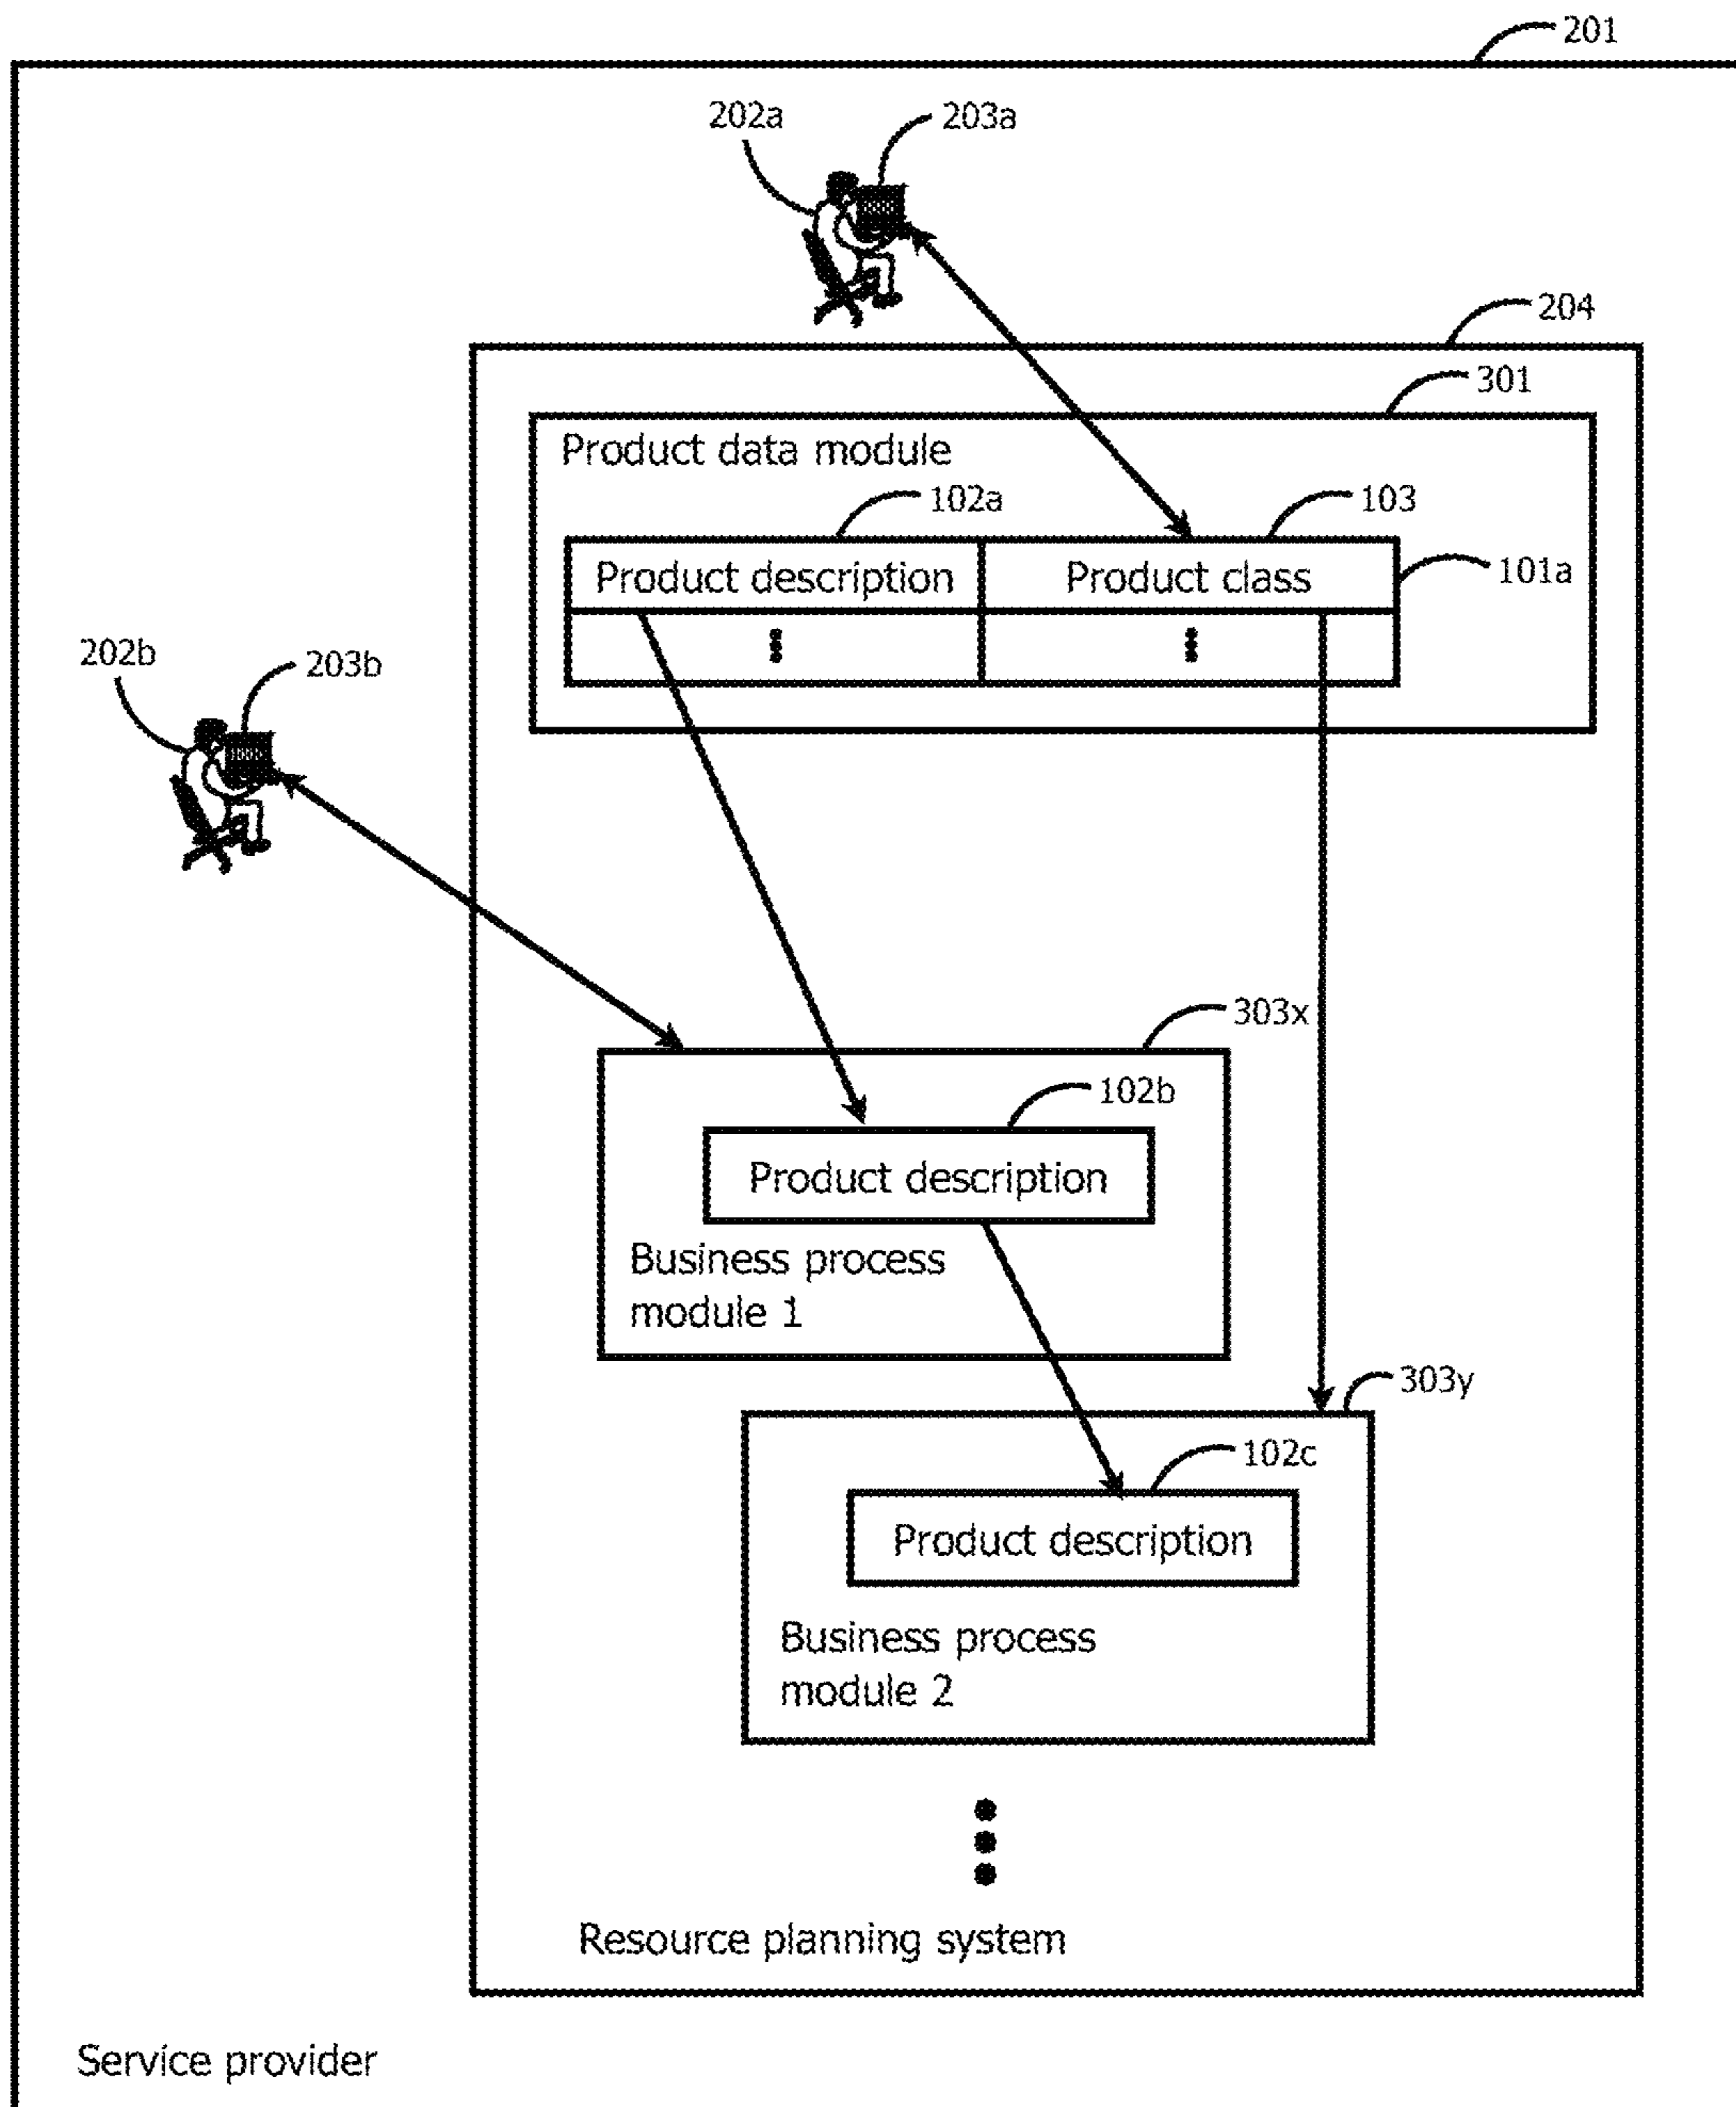 201
202a
203a
204
301
Product data module
102a
103
Product description
Product class
101a
202b
203b
303x
102b
Product description
Business process
module 1
303y
102c
Product description
Business process
module 2
Resource planning system
Service provider